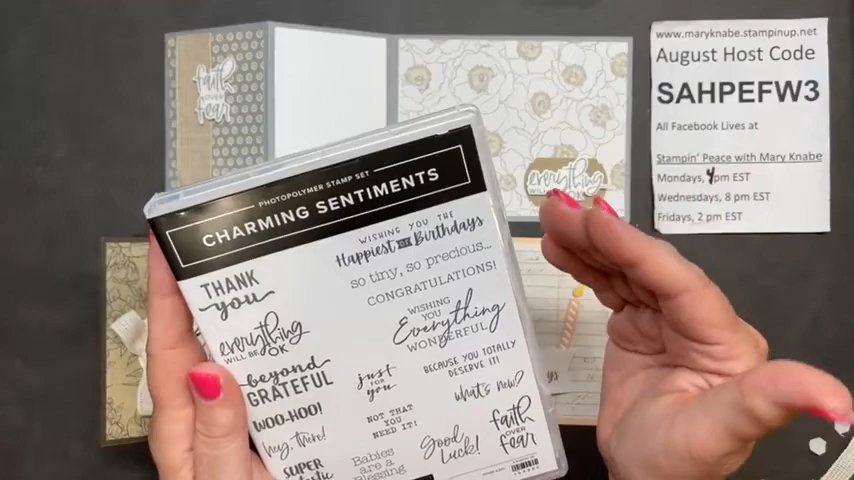 www.maryknabe.stampinup.net
August Host Code
SAHPEFW3
All Facebook Lives at
Stampin' Peace with Mary Knabe
Mondays, 4pm EST
Wednesdays, 8 pm EST
Fridays, 2 pm EST
faith
OVER
fear
everything
PHOTOPOLYMER STAMP SET
CHARMING SENTIMENTS
THANK
you
everything
WILL BE OK
beyond
GRATEFUL
WOO-HOO!
hey, there!
SUPER
WISHING YOU THE
Happiest OF Birthdays
so tiny, so precious...
CONGRATULATIONS!
WISHING
YOU
Everything
WONDERFUL
just
FOR
you
BECAUSE YOU TOTALLY
DESERVE IT!
NOT THAT
YOU
NEED IT!
what's new?
Babies
are a
Blessing
Good
Luck!
faith
OVER
fear